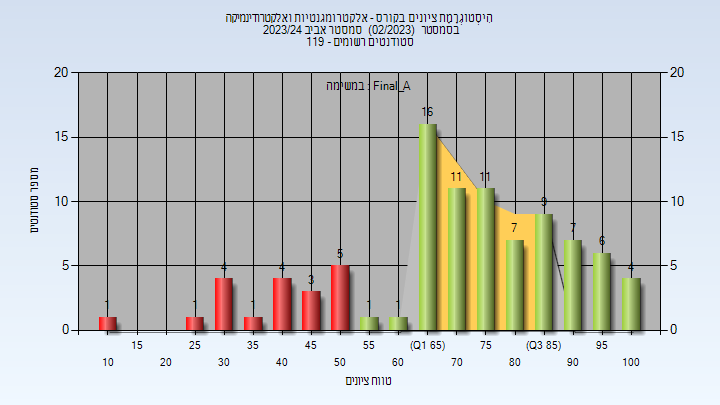 היסטוגרמת ציונים בקורס - אלקטרומגנטיות ואלקטרודינמיקה
בסמסטר (02/2023) סמסטר אביב 2023/24
סטודנטים רשומים - 119
במשימה : Final_A
מספר סטודנטים
20 20
15 15
10 10
5 5
0 0
1 1 4 1 4 3 5 1 1 16 11 11 7 9 7 6 4
15 25 35 45 55 (Q1 65) 75 (Q3 85) 95
10 20 30 40 50 60 70 80 90 100
טווח ציונים